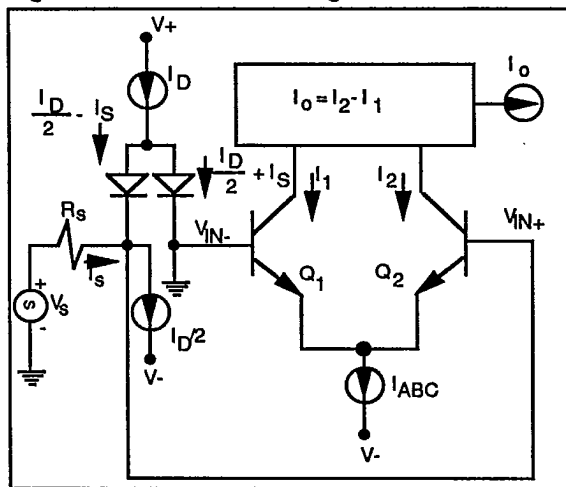 V+
I_D
I_o
I_o = I_2 - I_1
I_D/2 - I_S
I_D/2 + I_S
I_1
I_2
R_s
V_IN-
V_IN+
I_s
Q_1
Q_2
+
S
V_s
-
I_D/2
V-
I_ABC
V-